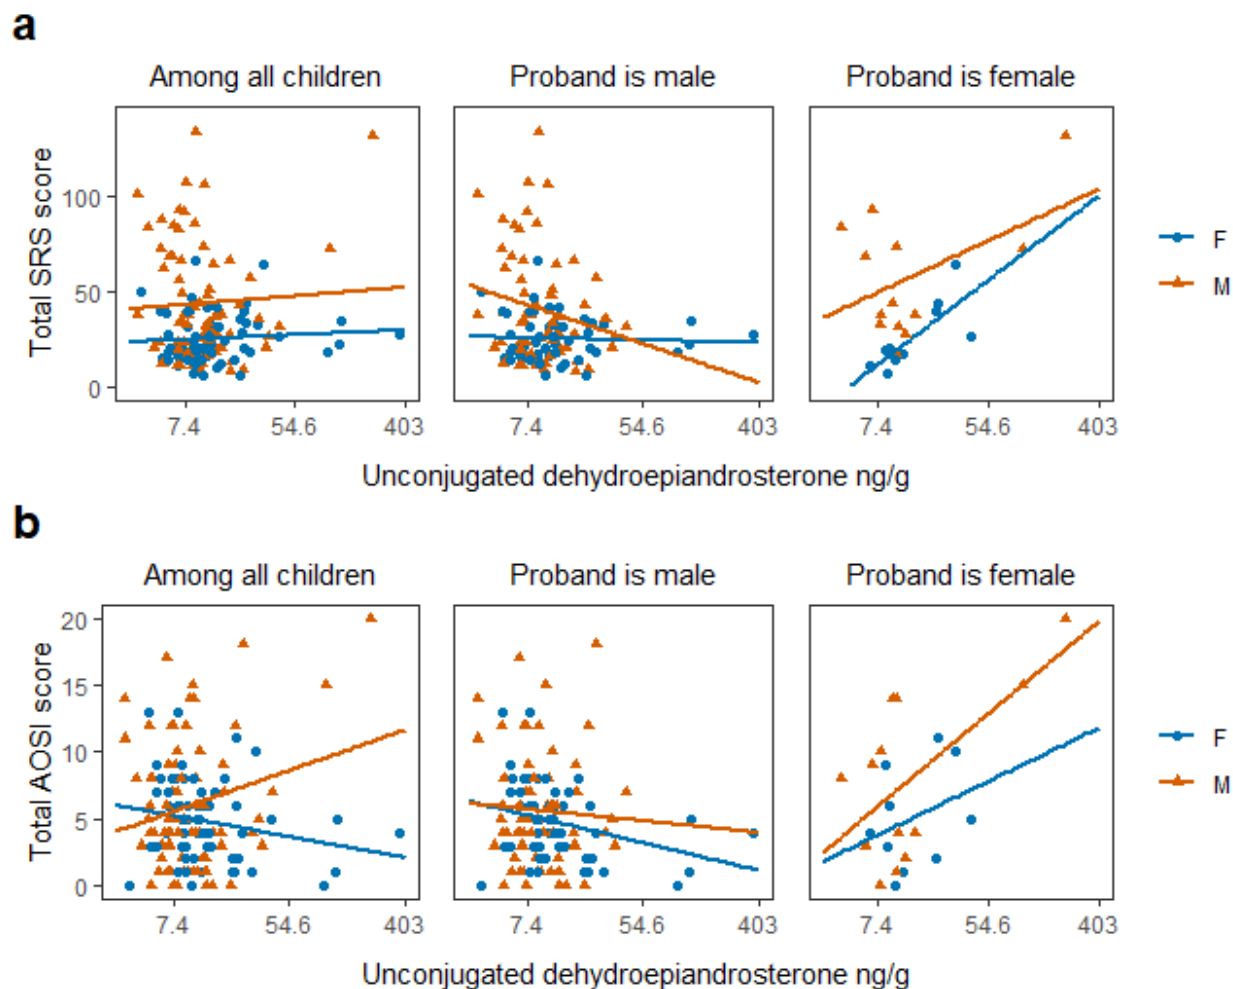 a
Among all children
Proband is male
Proband is female
Total SRS score
100
50
0
7.4 54.6 403
7.4 54.6 403
7.4 54.6 403
F
M
Unconjugated dehydroepiandrosterone ng/g
b
Among all children
Proband is male
Proband is female
Total AOSI score
20
15
10
5
0
7.4 54.6 403
7.4 54.6 403
7.4 54.6 403
F
M
Unconjugated dehydroepiandrosterone ng/g